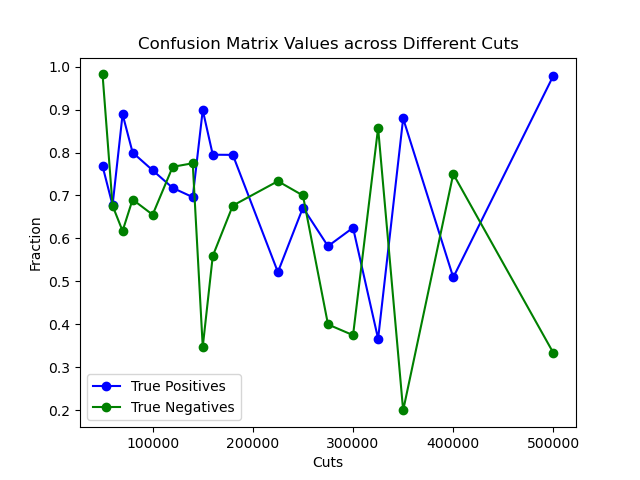 Confusion Matrix Values across Different Cuts
1.0
0.9
0.8
0.7
0.6
0.5
0.4
0.3
0.2
Fraction
True Positives
True Negatives
100000 200000 300000 400000 500000
Cuts